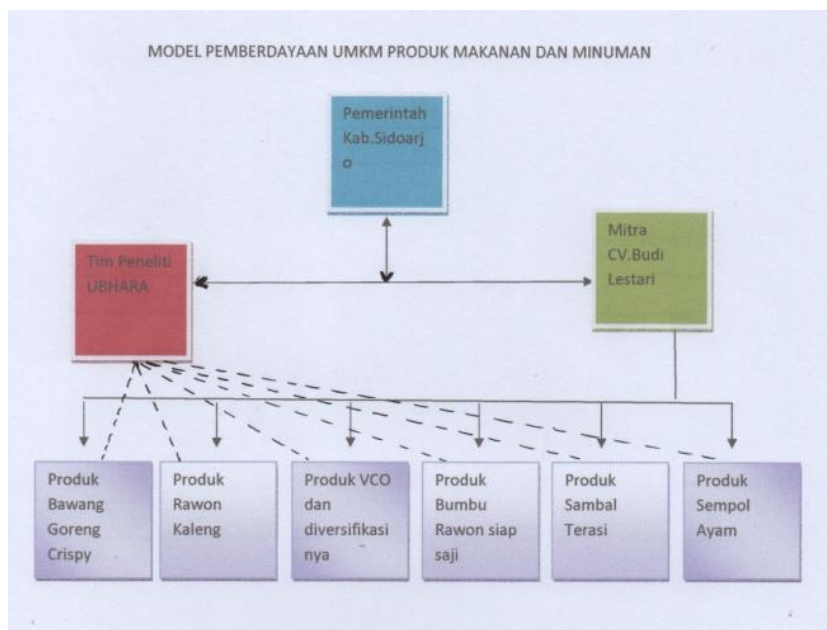 MODEL PEMBERDAYAAN UMKM PRODUK MAKANAN DAN MINUMAN
Pemerintah
Kab.Sidoarj
o
Tim Peneliti
UBHARA
Mitra
CV.Budi
Lestari
Produk
Bawang
Goreng
Crispy
Produk
Rawon
Kaleng
Produk VCO
dan
diversifikasi
nya
Produk
Bumbu
Rawon siap
saji
Produk
Sambal
Terasi
Produk
Sempol
Ayam